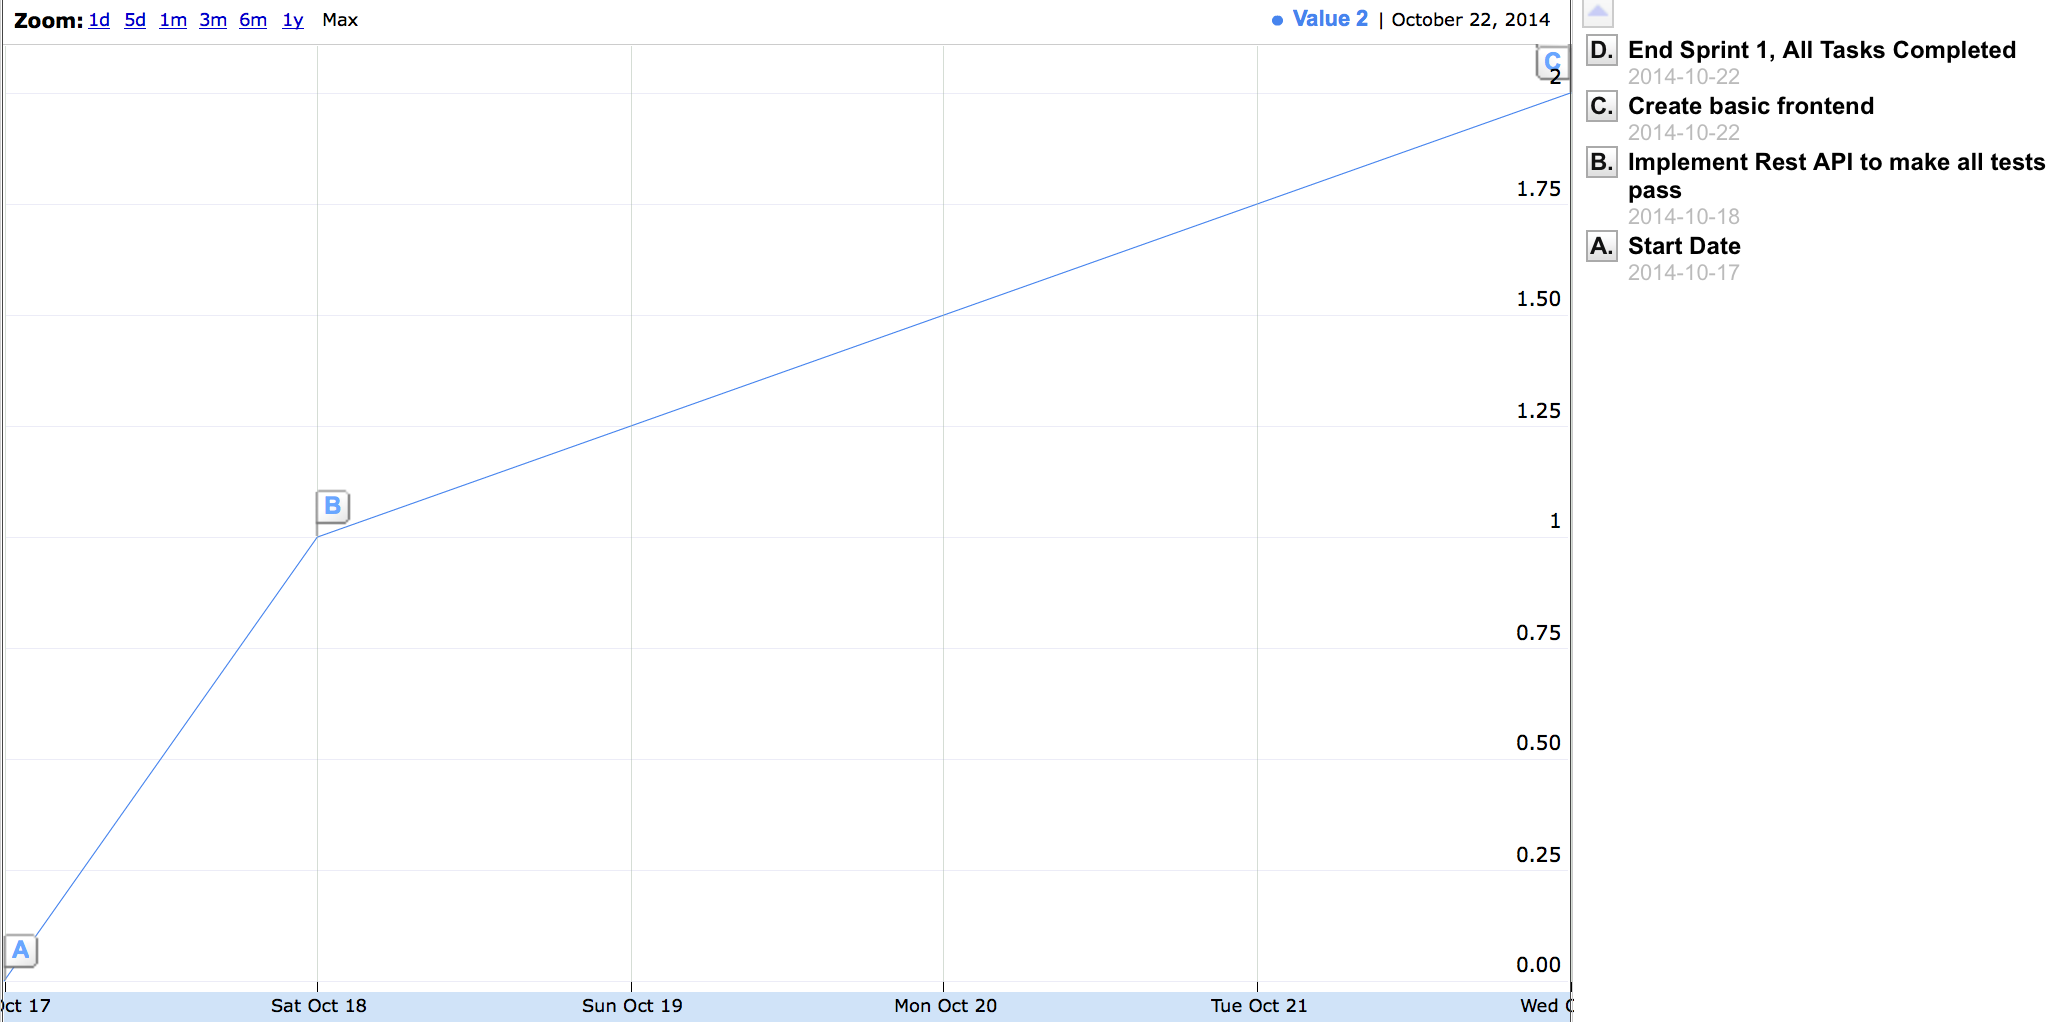 Zoom: 1d 5d 1m 3m 6m 1y Max
Value 2 | October 22, 2014
C
2
1.75
1.50
1.25
B
1
0.75
0.50
0.25
A
0.00
ct 17 Sat Oct 18 Sun Oct 19 Mon Oct 20 Tue Oct 21 Wed
D. End Sprint 1, All Tasks Completed
2014-10-22
C. Create basic frontend
2014-10-22
B. Implement Rest API to make all tests
pass
2014-10-18
A. Start Date
2014-10-17